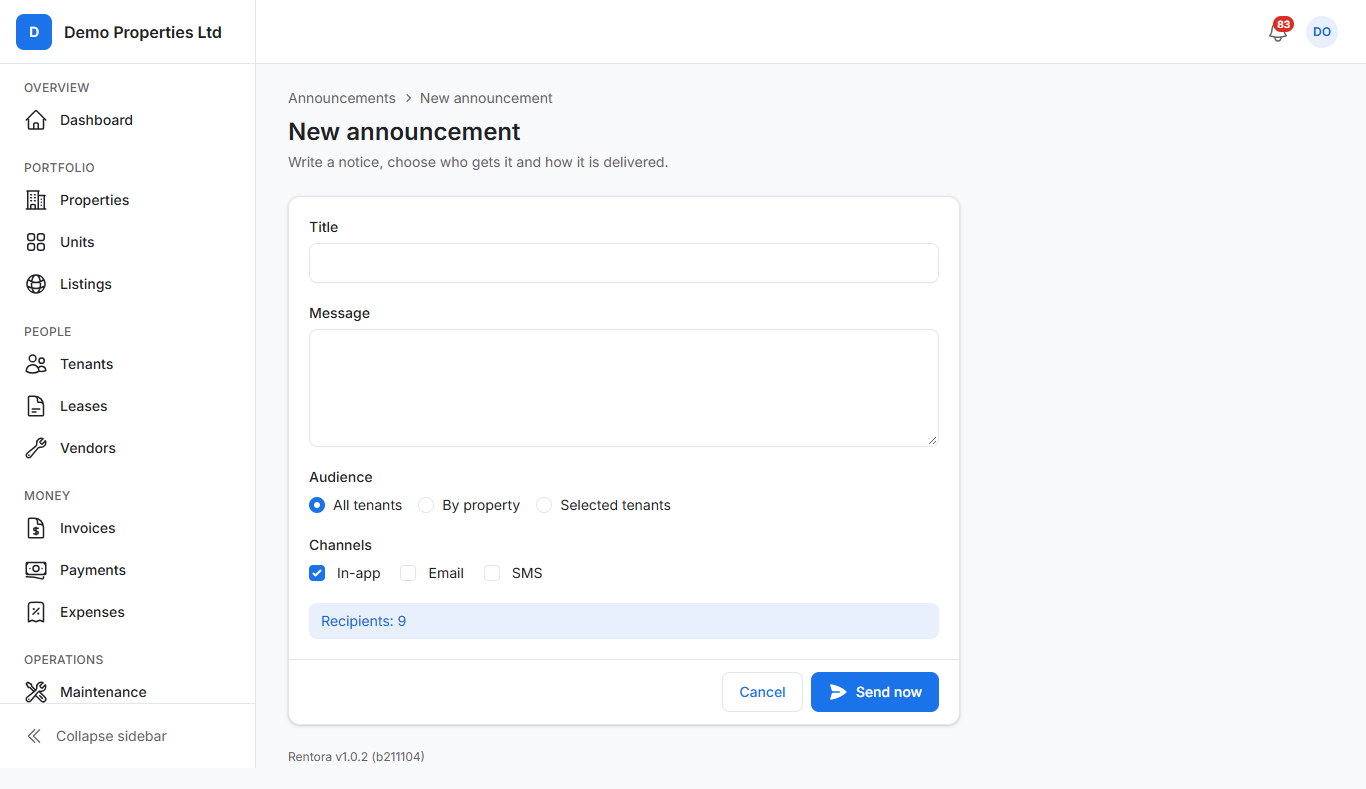 D
Demo Properties Ltd
83
DO
OVERVIEW
Dashboard
PORTFOLIO
Properties
Units
Listings
PEOPLE
Tenants
Leases
Vendors
MONEY
Invoices
Payments
Expenses
OPERATIONS
Maintenance
Collapse sidebar
Announcements > New announcement
New announcement
Write a notice, choose who gets it and how it is delivered.
Title
Message
Audience
All tenants By property Selected tenants
Channels
In-app Email SMS
Recipients: 9
Cancel Send now
Rentora v1.0.2 (b211104)